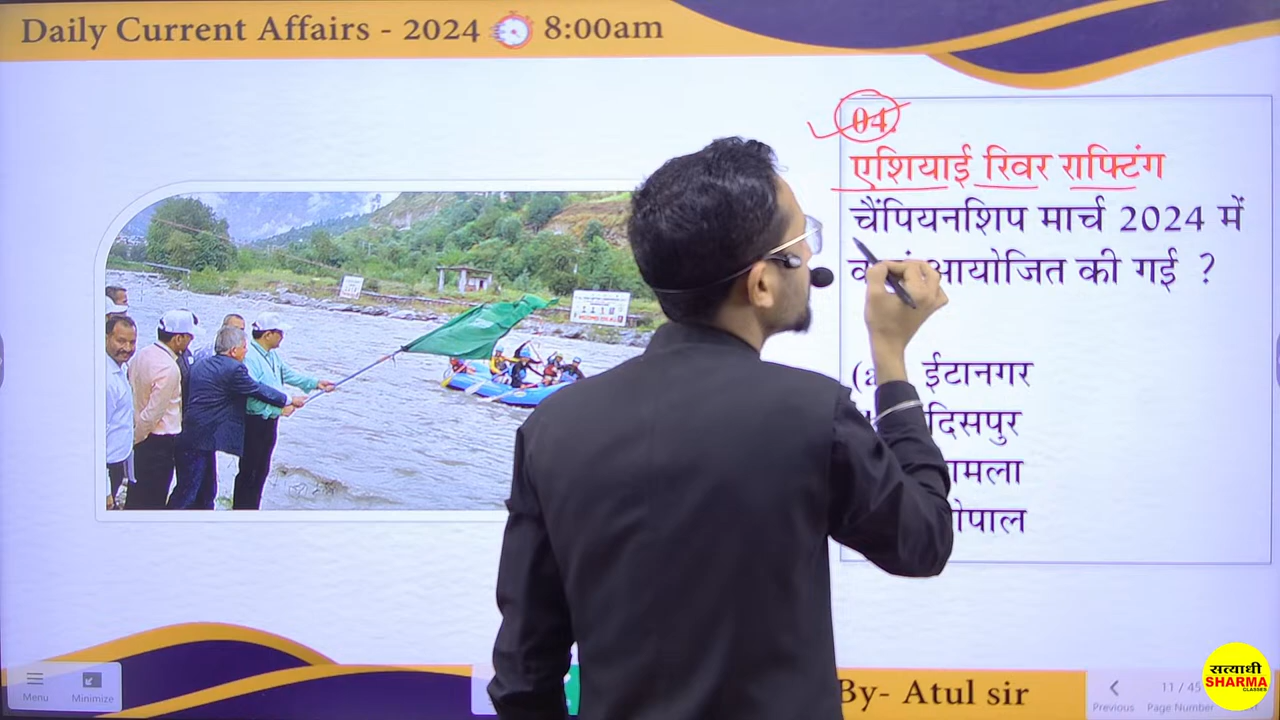 Daily Current Affairs - 2024 8:00am
04.
एशियाई रिवर राफ्टिंग
चैंपियनशिप मार्च 2024 में
आयोजित की गई ?
ईटानगर
दिसपुर
By- Atul sir
Menu
Minimize
Previous
11 / 45
Page Number
सत्यार्थी
SHARMA
CLASSES